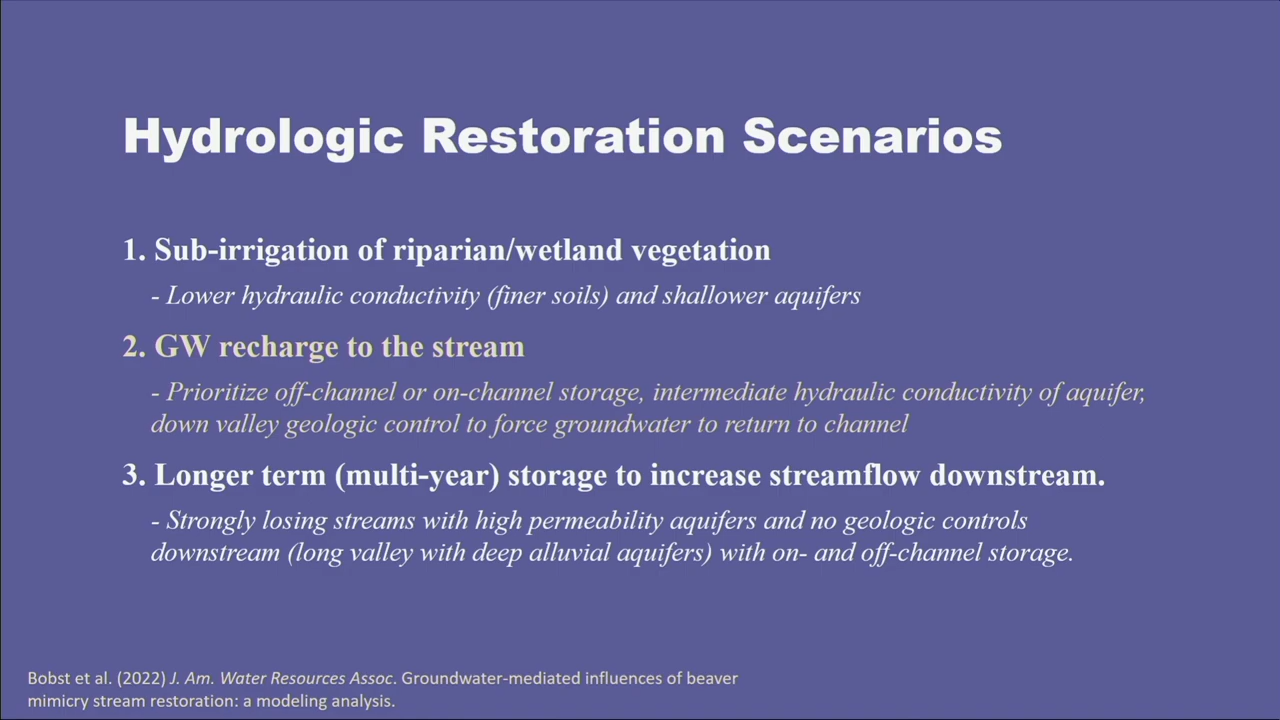 Hydrologic Restoration Scenarios
1. Sub-irrigation of riparian/wetland vegetation
- Lower hydraulic conductivity (finer soils) and shallower aquifers
2. GW recharge to the stream
- Prioritize off-channel or on-channel storage, intermediate hydraulic conductivity of aquifer,
down valley geologic control to force groundwater to return to channel
3. Longer term (multi-year) storage to increase streamflow downstream.
- Strongly losing streams with high permeability aquifers and no geologic controls
downstream (long valley with deep alluvial aquifers) with on- and off-channel storage.
Bobst et al. (2022) J. Am. Water Resources Assoc. Groundwater-mediated influences of beaver
mimicry stream restoration: a modeling analysis.